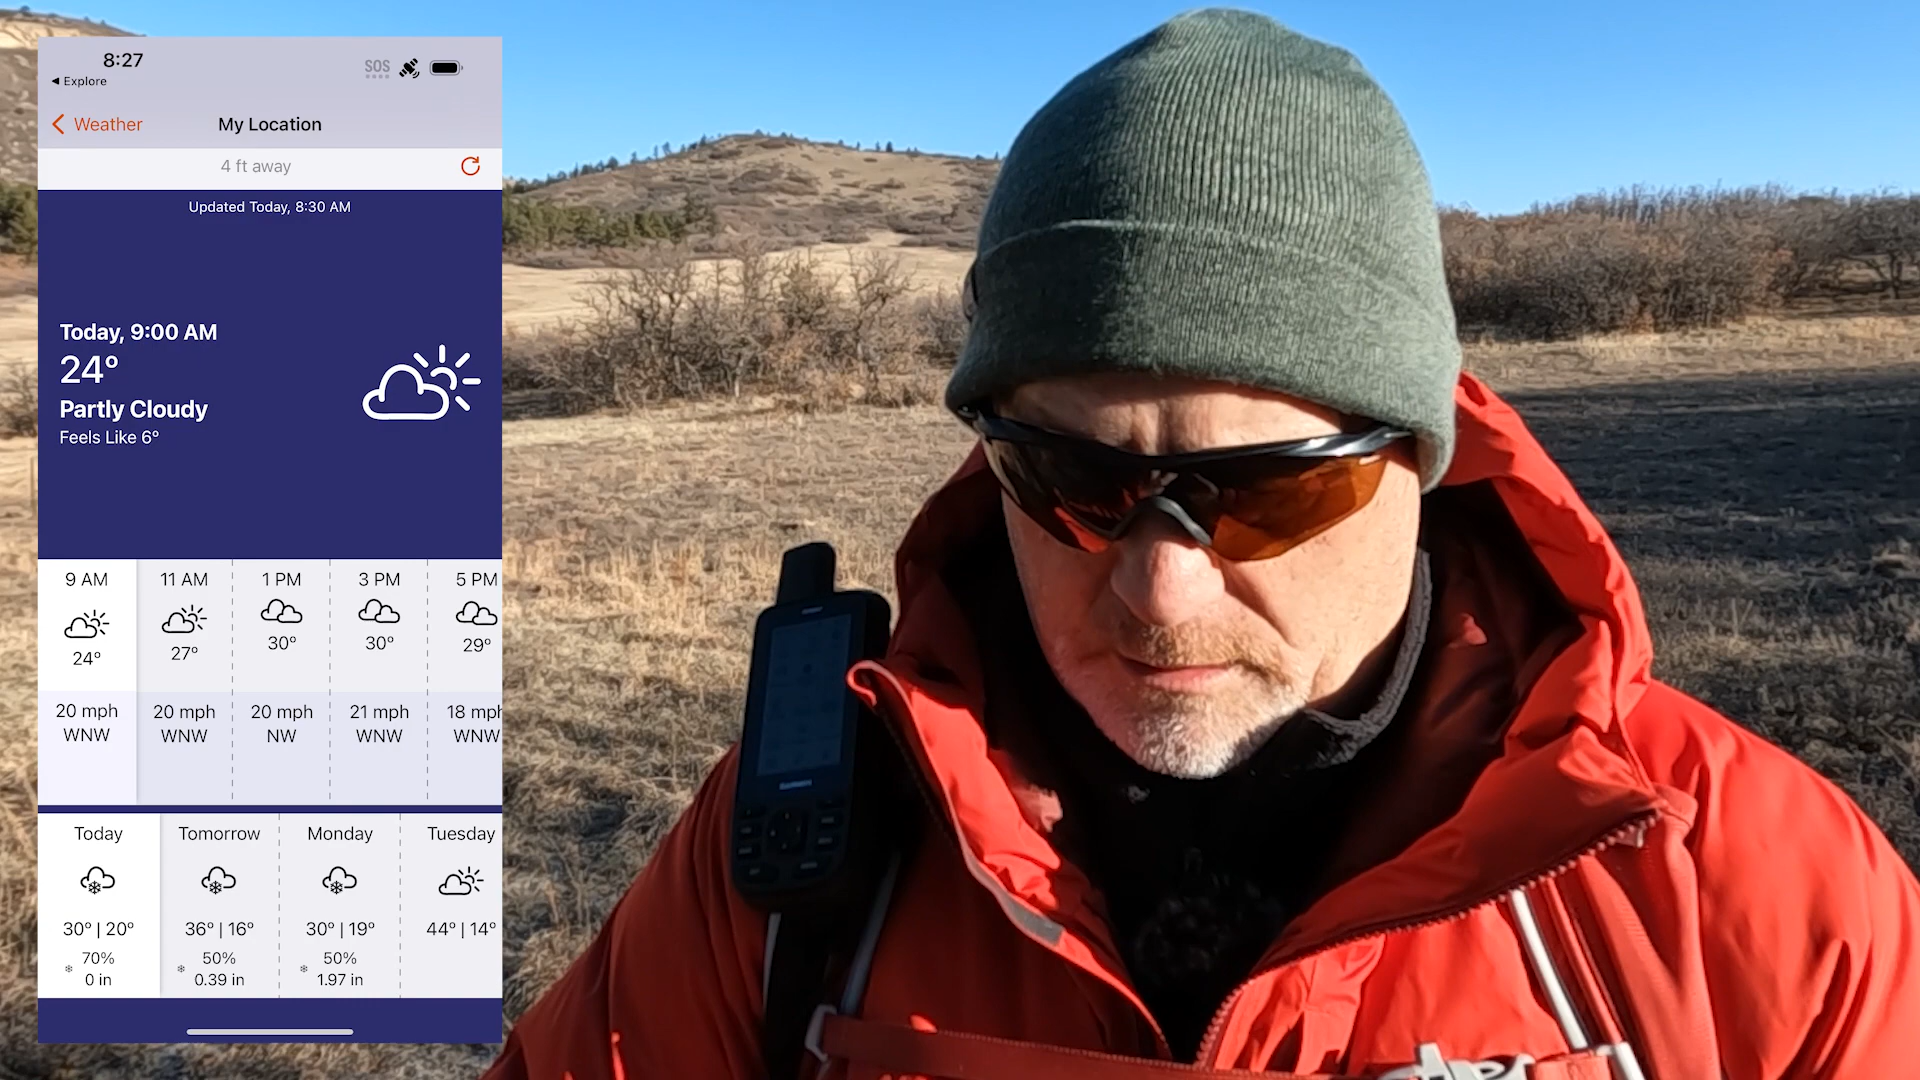 8:27
SOS
◀ Explore
Weather
My Location
4 ft away
Updated Today, 8:30 AM
Today, 9:00 AM
24°
Partly Cloudy
Feels Like 6°
9 AM 11 AM 1 PM 3 PM 5 PM
24° 27° 30° 30° 29°
20 mph 20 mph 20 mph 21 mph 18 mph
WNW WNW NW WNW WNW
Today Tomorrow Monday Tuesday
30° | 20° 36° | 16° 30° | 19° 44° | 14°
70% 50% 50%
0 in 0.39 in 1.97 in